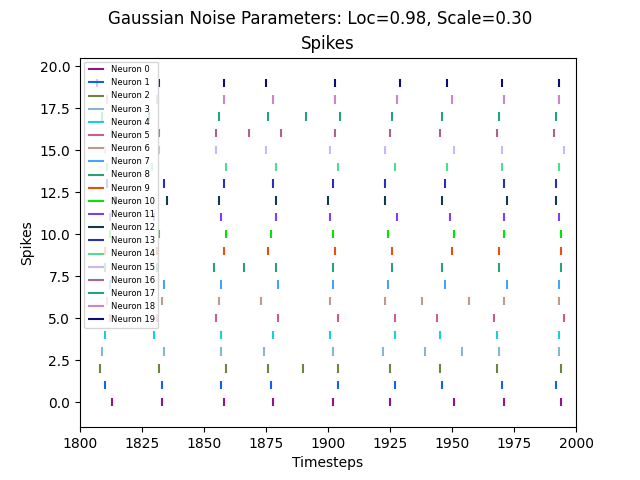 Gaussian Noise Parameters: Loc=0.98, Scale=0.30
Spikes
20.0
17.5
15.0
12.5
10.0
7.5
5.0
2.5
0.0
Spikes
Neuron 0
Neuron 1
Neuron 2
Neuron 3
Neuron 4
Neuron 5
Neuron 6
Neuron 7
Neuron 8
Neuron 9
Neuron 10
Neuron 11
Neuron 12
Neuron 13
Neuron 14
Neuron 15
Neuron 16
Neuron 17
Neuron 18
Neuron 19
1800 1825 1850 1875 1900 1925 1950 1975 2000
Timesteps